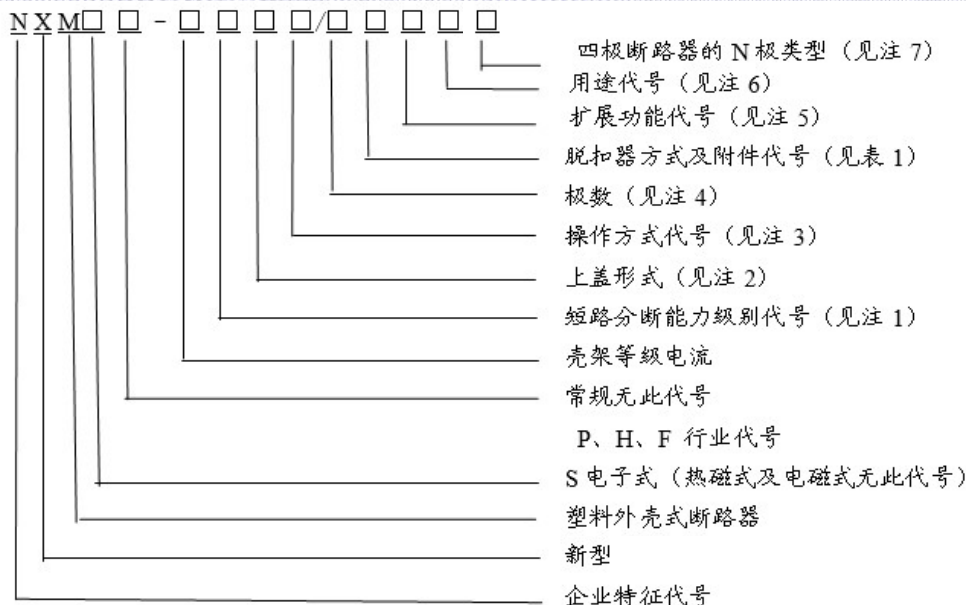 NXM□ □ - □ □ □ □/□ □ □ □ □
四极断路器的 N 极类型（见注 7）
用途代号（见注 6）
扩展功能代号（见注 5）
脱扣器方式及附件代号（见表 1）
极数（见注 4）
操作方式代号（见注 3）
上盖形式（见注 2）
短路分断能力级别代号（见注 1）
壳架等级电流
常规无此代号
P、H、F 行业代号
S 电子式（热磁式及电磁式无此代号）
塑料外壳式断路器
新型
企业特征代号